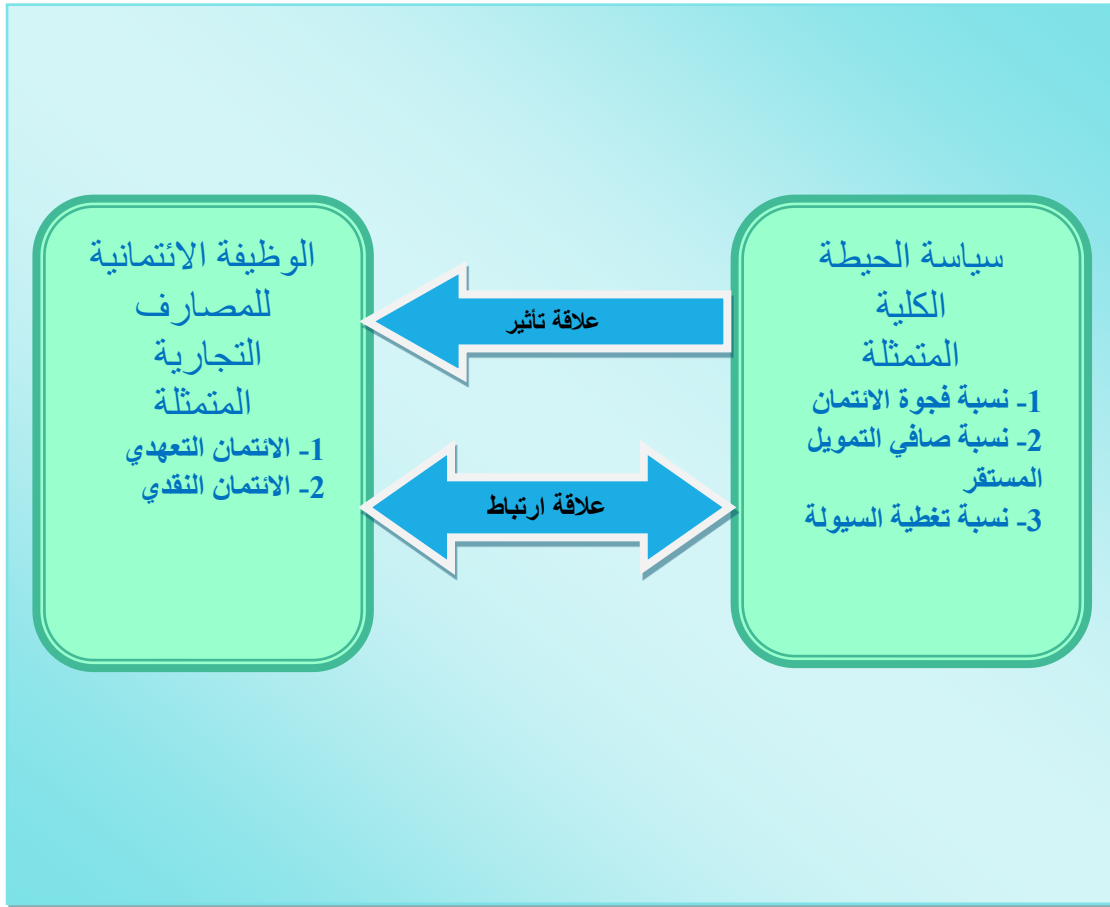 سياسة الحيطة
الكلية
المتمثلة
1- نسبة فجوة الائتمان
2- نسبة صافي التمويل
المستقر
3- نسبة تغطية السيولة
علاقة تأثير
علاقة ارتباط
الوظيفة الائتمانية
للمصارف
التجارية
المتمثلة
1- الائتمان التعهدي
2- الائتمان النقدي